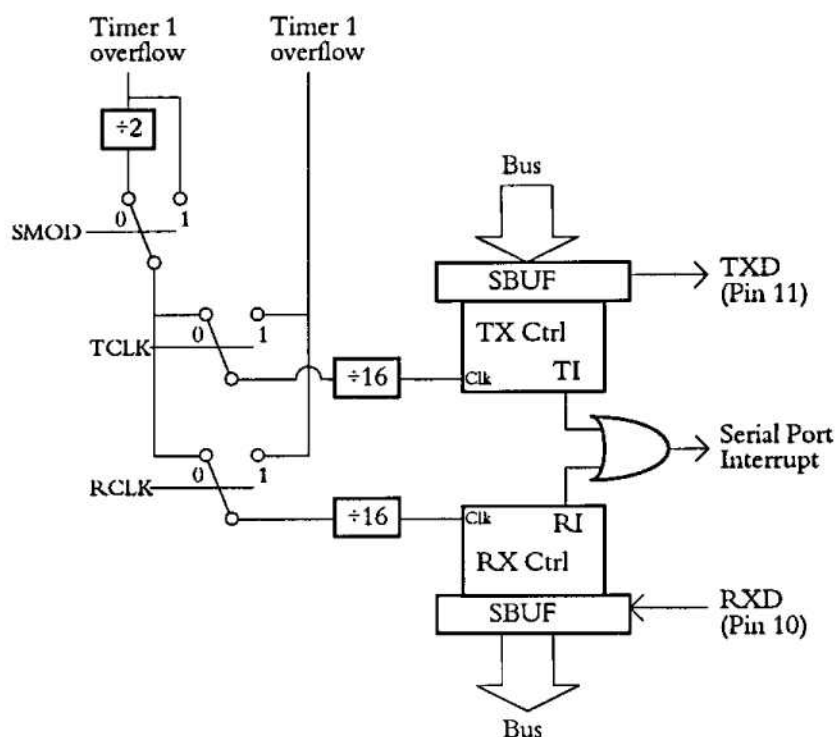 Timer 1
overflow
Timer 1
overflow
÷2
0
1
SMOD
Bus
SBUF
TXD
(Pin 11)
TX Ctrl
TI
0
1
TCLK
÷16
Clk
Serial Port
Interrupt
0
1
RCLK
÷16
Clk
RI
RX Ctrl
SBUF
RXD
(Pin 10)
Bus